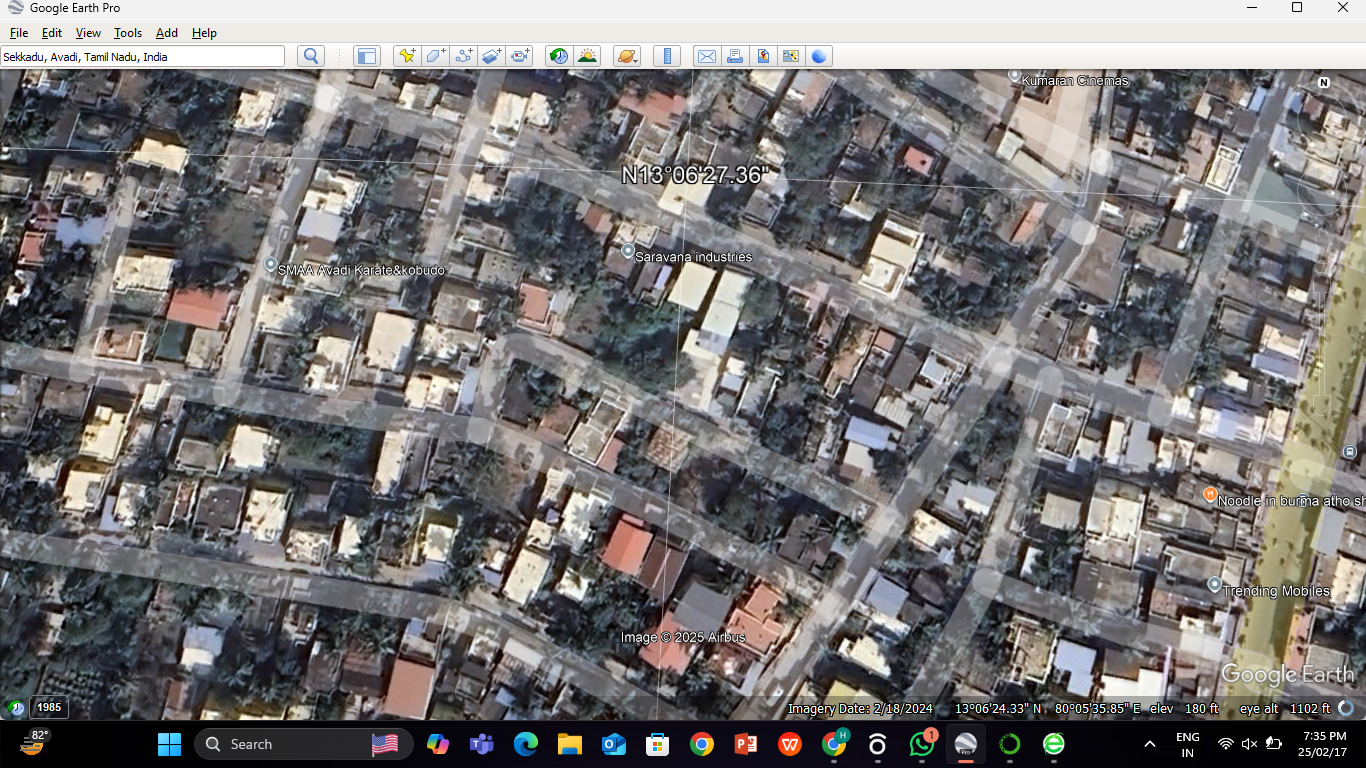 Google Earth Pro
File Edit View Tools Add Help
Sekkadu, Avadi, Tamil Nadu, India
Kumaran Cinemas
N
N13°06'27.36"
Saravana industries
SMAA Avadi Karate&kobudo
Noodle in burma atho sh
Trending Mobiles
Image © 2025 Airbus
Google Earth
1985
Imagery Date: 2/18/2024 13°06'24.33" N 80°05'35.85" E elev 180 ft eye alt 1102 ft
82°
Search
H
1
Pro
ENG
IN
7:35 PM
25/02/17